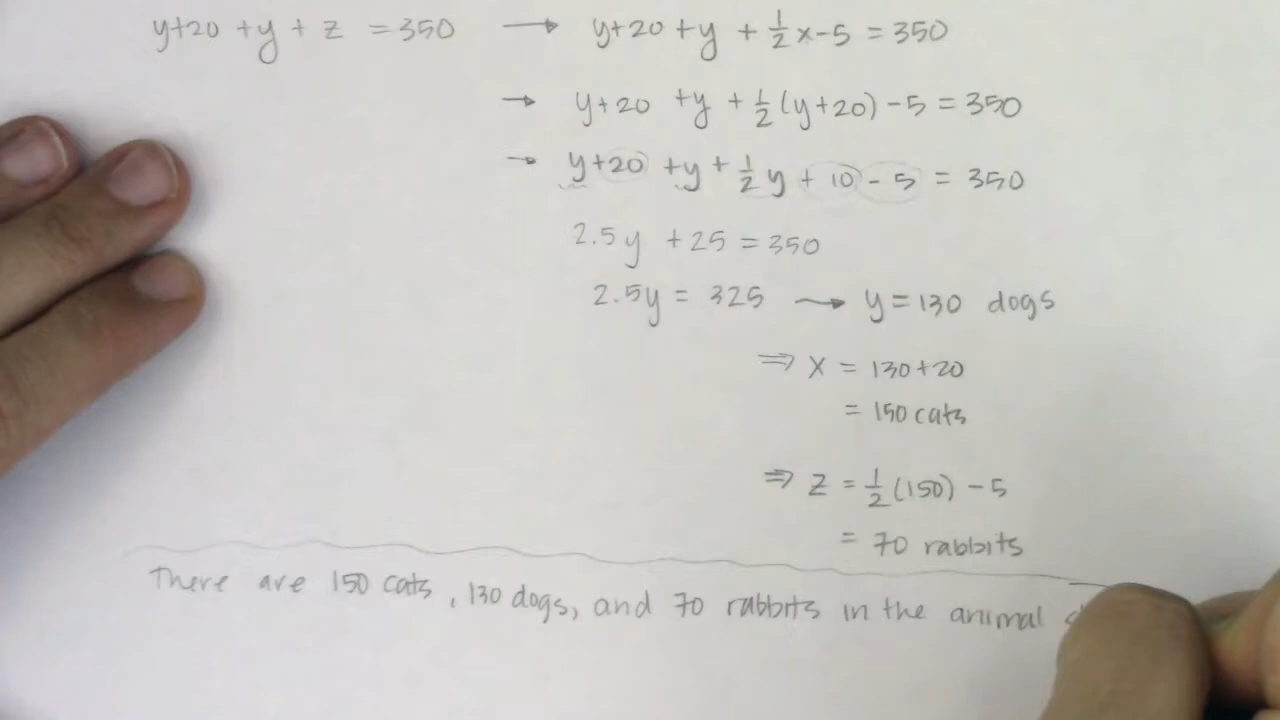 y+20 +y + z = 350 → y+20 +y + 1/2 x-5 = 350
→ y+20 +y + 1/2 (y+20) -5 = 350
→ y+20 +y + 1/2 y + 10 - 5 = 350
2.5y + 25 = 350
2.5y = 325 → y = 130 dogs
⇒ x = 130+20
= 150 cats
⇒ z = 1/2 (150) - 5
= 70 rabbits
There are 150 cats, 130 dogs, and 70 rabbits in the animal